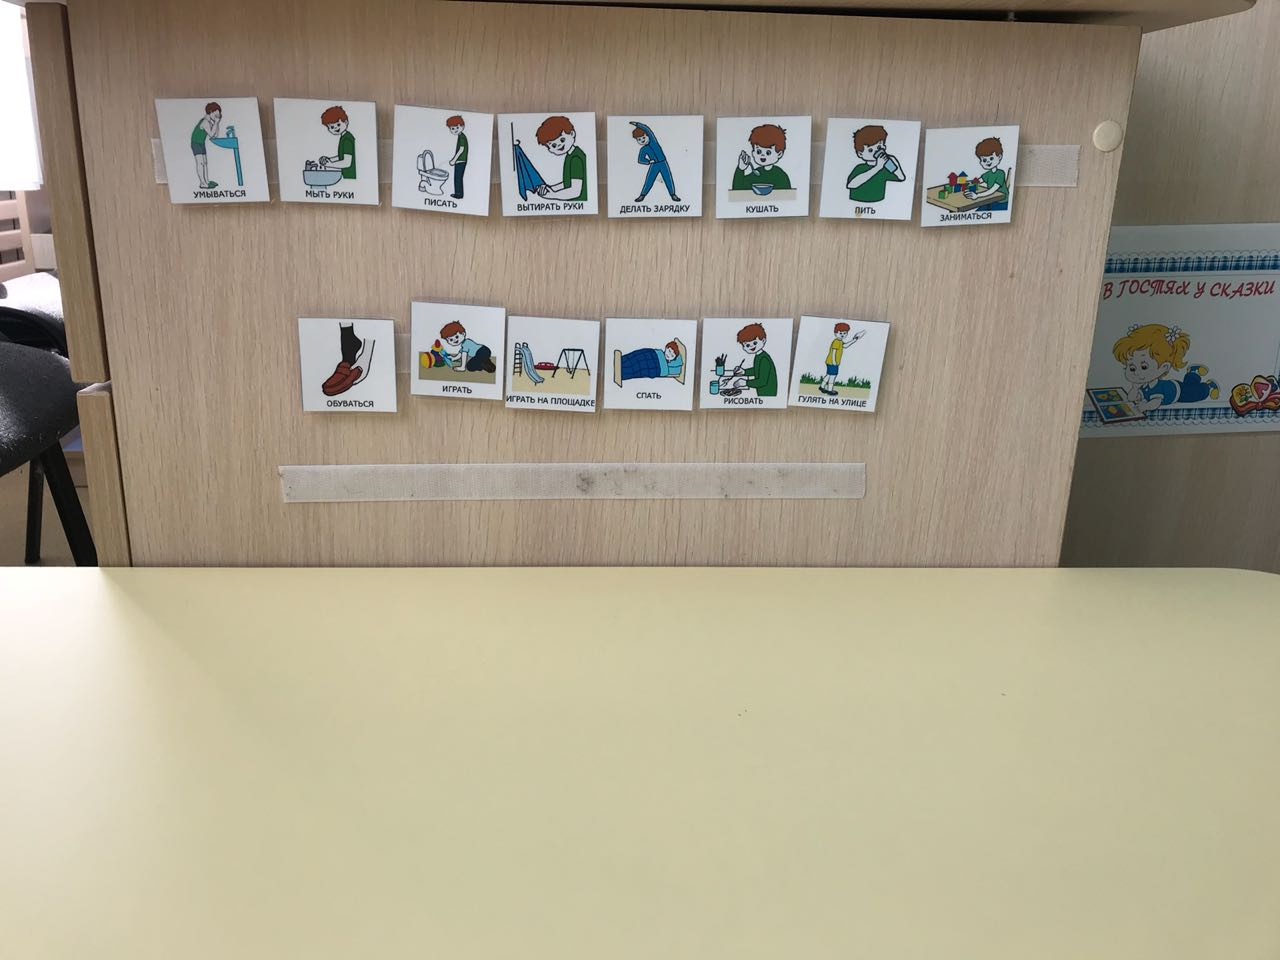 УМЫВАТЬСЯ
МЫТЬ РУКИ
ПИСАТЬ
ВЫТИРАТЬ РУКИ
ДЕЛАТЬ ЗАРЯДКУ
КУШАТЬ
ПИТЬ
ЗАНИМАТЬСЯ
ОБУВАТЬСЯ
ИГРАТЬ
ИГРАТЬ НА ПЛОЩАДКЕ
СПАТЬ
РИСОВАТЬ
ГУЛЯТЬ НА УЛИЦЕ
В ГОСТЯХ У СКАЗКИ